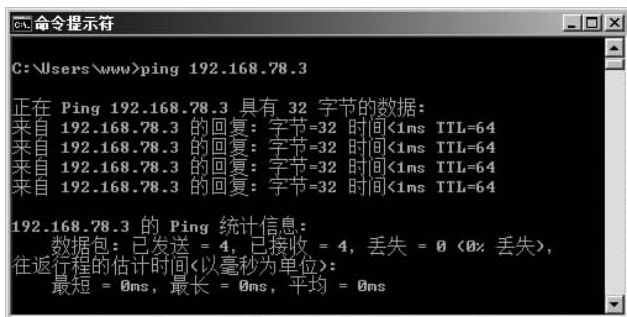 命令提示符
C:\Users\www>ping 192.168.78.3
正在 Ping 192.168.78.3 具有 32 字节的数据:
来自 192.168.78.3 的回复: 字节=32 时间<1ms TTL=64
来自 192.168.78.3 的回复: 字节=32 时间<1ms TTL=64
来自 192.168.78.3 的回复: 字节=32 时间<1ms TTL=64
来自 192.168.78.3 的回复: 字节=32 时间<1ms TTL=64
192.168.78.3 的 Ping 统计信息:
数据包: 已发送 = 4, 已接收 = 4, 丢失 = 0 (0% 丢失),
往返行程的估计时间(以毫秒为单位):
最短 = 0ms, 最长 = 0ms, 平均 = 0ms